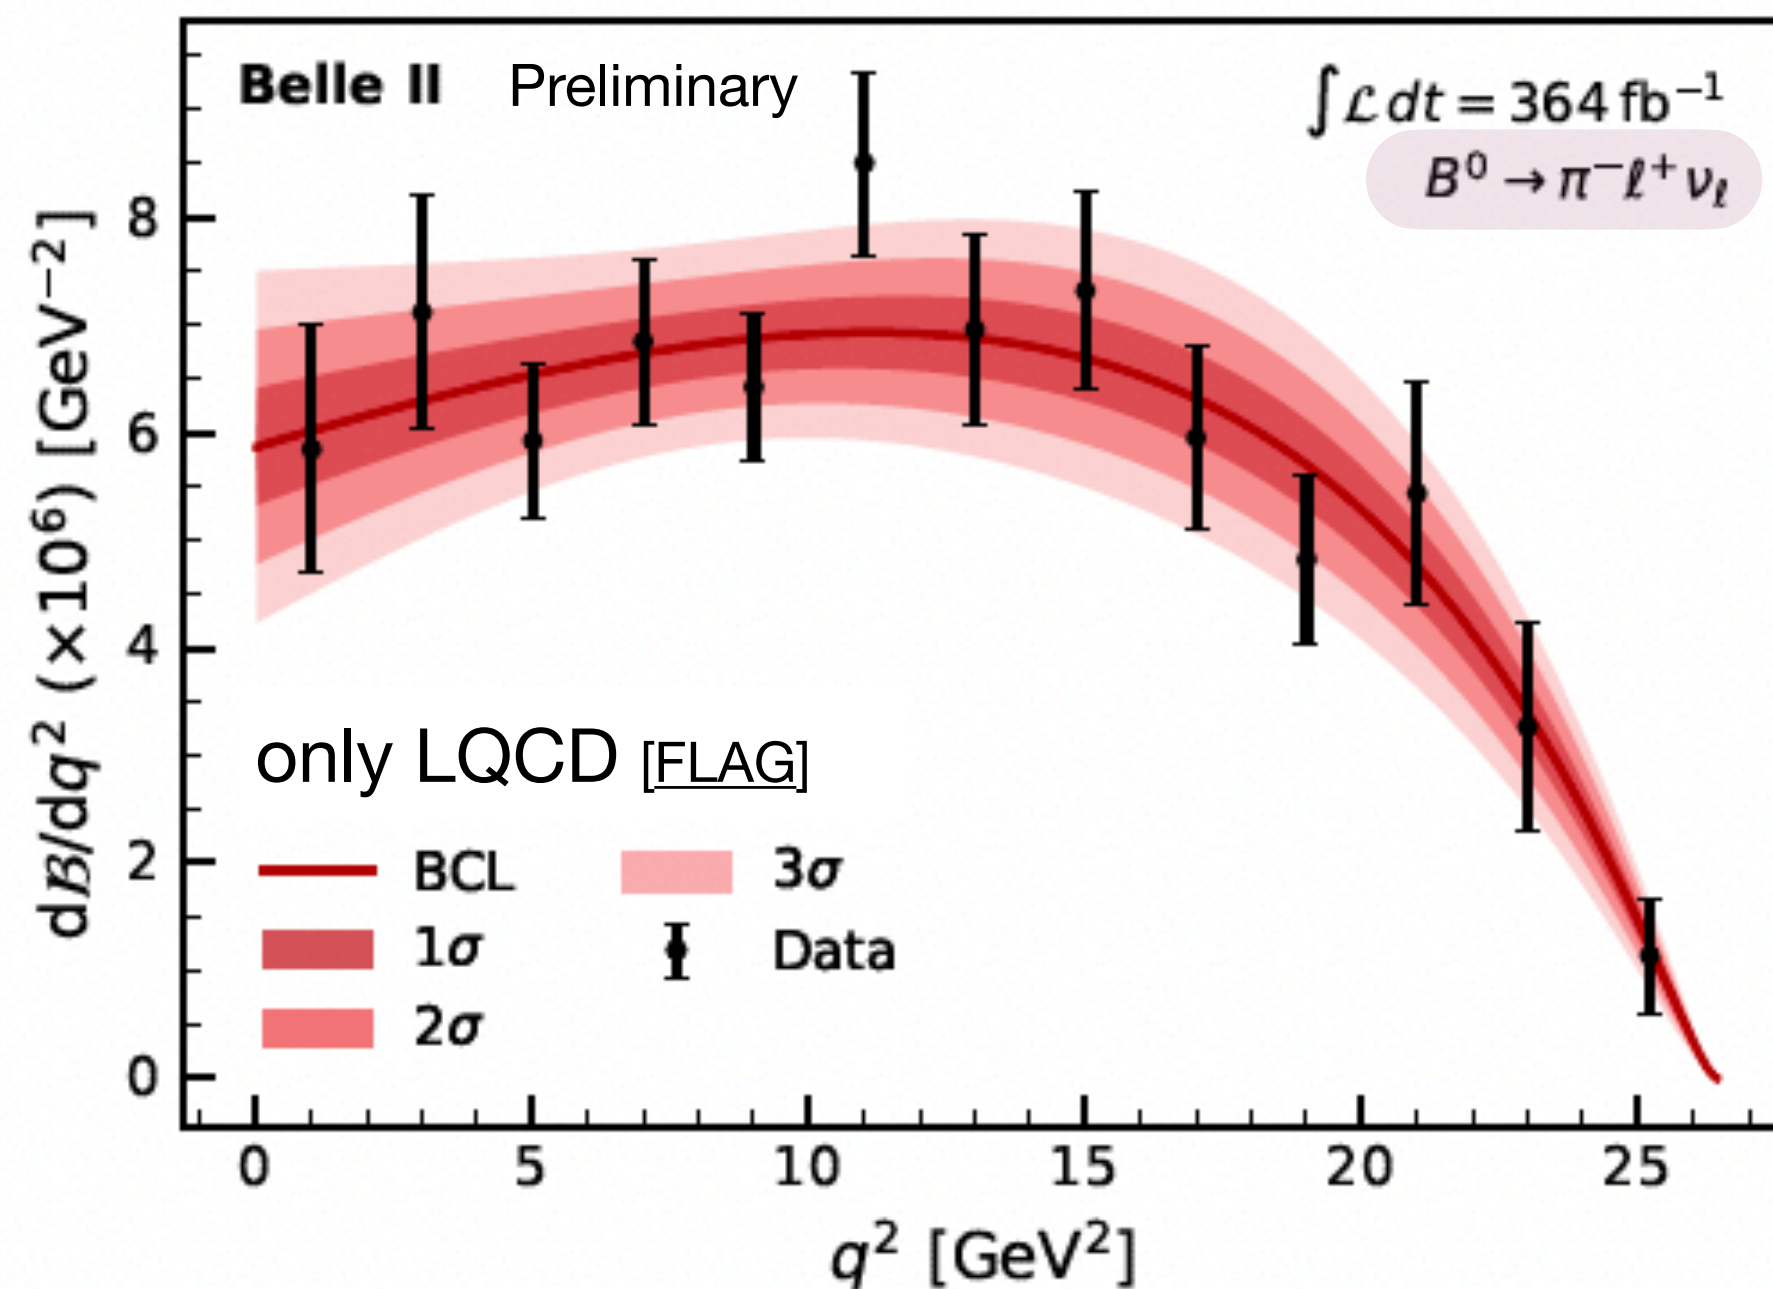 Belle II Preliminary
∫ℒ dt = 364 fb⁻¹
B⁰ → π⁻ℓ⁺νℓ
dℬ/dq² (×10⁶) [GeV⁻²]
8
6
4
2
0
only LQCD [FLAG]
BCL 3σ
1σ Data
2σ
0 5 10 15 20 25
q² [GeV²]